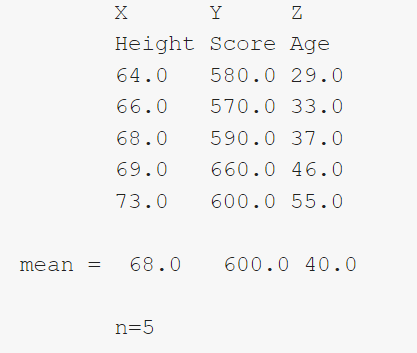 X Y Z
Height Score Age
64.0 580.0 29.0
66.0 570.0 33.0
68.0 590.0 37.0
69.0 660.0 46.0
73.0 600.0 55.0
mean = 68.0 600.0 40.0
n=5